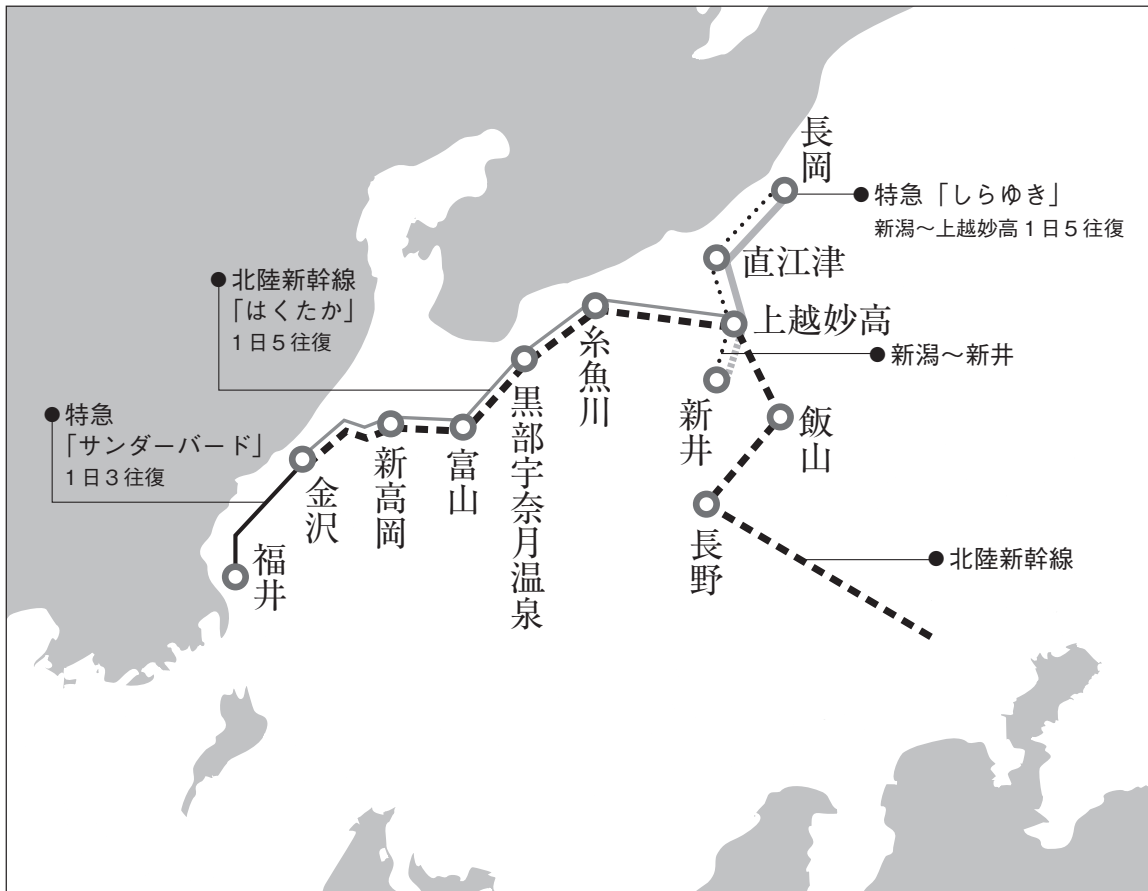 長岡
特急「しらゆき」
新潟～上越妙高1日5往復
直江津
北陸新幹線
「はくたか」
1日5往復
上越妙高
新潟～新井
糸魚川
黒部宇奈月温泉
新井
飯山
特急
「サンダーバード」
1日3往復
富山
新高岡
金沢
福井
長野
北陸新幹線